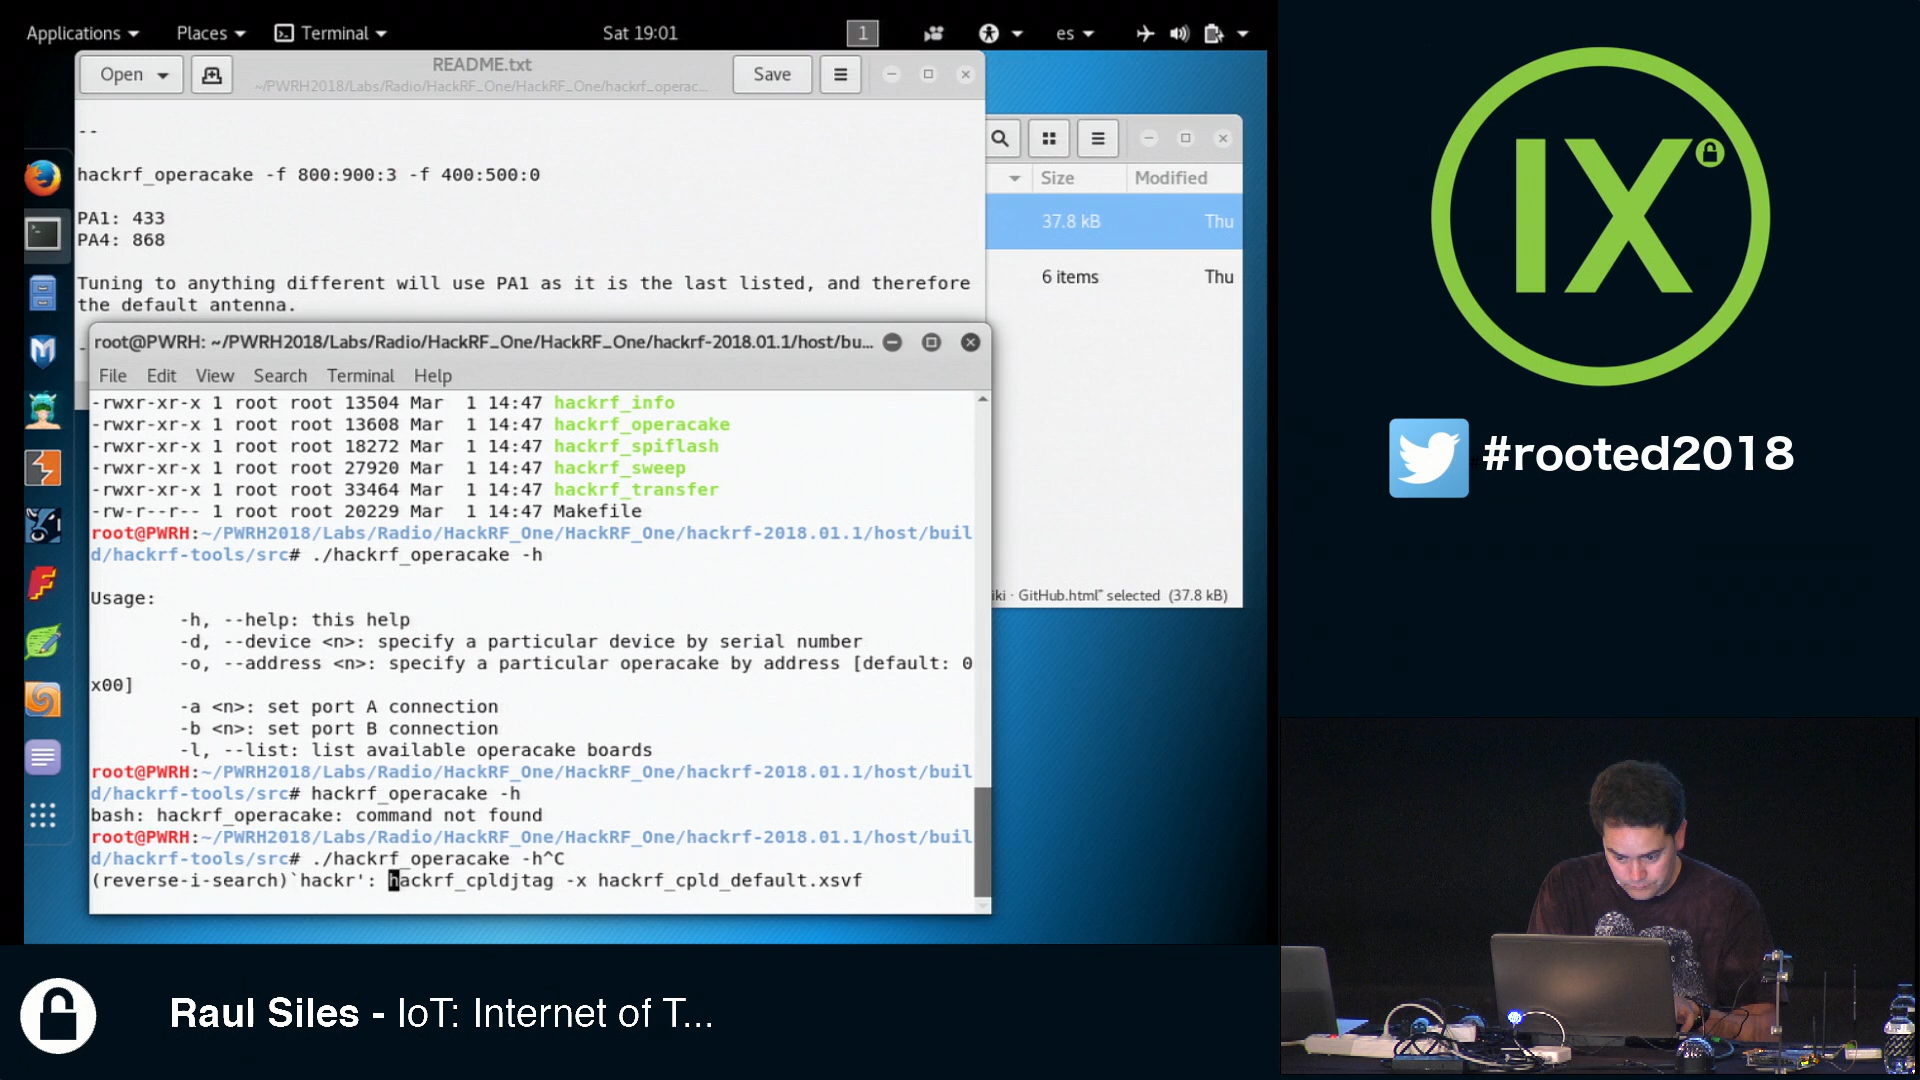 Applications Places Terminal Sat 19:01 1 es
Open README.txt Save
~/PWRH2018/Labs/Radio/HackRF_One/HackRF_One/hackrf_operac...
--
hackrf_operacake -f 800:900:3 -f 400:500:0
PA1: 433
PA4: 868
Tuning to anything different will use PA1 as it is the last listed, and therefore
the default antenna.
Size Modified
37.8 kB Thu
6 items Thu
iki · GitHub.html" selected (37.8 kB)
root@PWRH: ~/PWRH2018/Labs/Radio/HackRF_One/HackRF_One/hackrf-2018.01.1/host/bu...
File Edit View Search Terminal Help
-rwxr-xr-x 1 root root 13504 Mar  1 14:47 hackrf_info
-rwxr-xr-x 1 root root 13608 Mar  1 14:47 hackrf_operacake
-rwxr-xr-x 1 root root 18272 Mar  1 14:47 hackrf_spiflash
-rwxr-xr-x 1 root root 27920 Mar  1 14:47 hackrf_sweep
-rwxr-xr-x 1 root root 33464 Mar  1 14:47 hackrf_transfer
-rw-r--r-- 1 root root 20229 Mar  1 14:47 Makefile
root@PWRH:~/PWRH2018/Labs/Radio/HackRF_One/HackRF_One/hackrf-2018.01.1/host/buil
d/hackrf-tools/src# ./hackrf_operacake -h
Usage:
-h, --help: this help
-d, --device <n>: specify a particular device by serial number
-o, --address <n>: specify a particular operacake by address [default: 0
x00]
-a <n>: set port A connection
-b <n>: set port B connection
-l, --list: list available operacake boards
root@PWRH:~/PWRH2018/Labs/Radio/HackRF_One/HackRF_One/hackrf-2018.01.1/host/buil
d/hackrf-tools/src# hackrf_operacake -h
bash: hackrf_operacake: command not found
root@PWRH:~/PWRH2018/Labs/Radio/HackRF_One/HackRF_One/hackrf-2018.01.1/host/buil
d/hackrf-tools/src# ./hackrf_operacake -h^C
(reverse-i-search)`hackr': hackrf_cpldjtag -x hackrf_cpld_default.xsvf
IX
#rooted2018
Raul Siles - IoT: Internet of T...